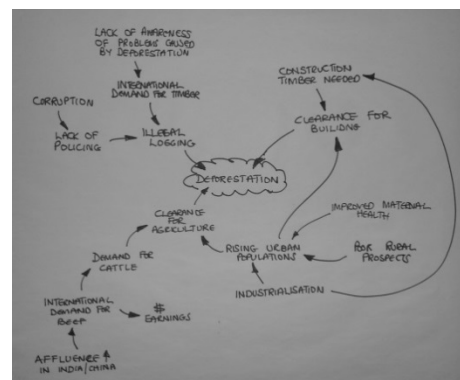 LACK OF AWARENESS
OF PROBLEMS CAUSED
BY DEFORESTATION
INTERNATIONAL
DEMAND FOR TIMBER
CONSTRUCTION
TIMBER NEEDED
CORRUPTION
LACK OF
POLICING
ILLEGAL
LOGGING
CLEARANCE FOR
BUILDING
DEFORESTATION
CLEARANCE
FOR
AGRICULTURE
IMPROVED MATERNAL
HEALTH
DEMAND FOR
CATTLE
RISING URBAN
POPULATIONS
POOR RURAL
PROSPECTS
INDUSTRIALISATION
INTERNATIONAL
DEMAND FOR
BEEF
$
EARNINGS
AFFLUENCE ↑
IN INDIA/CHINA